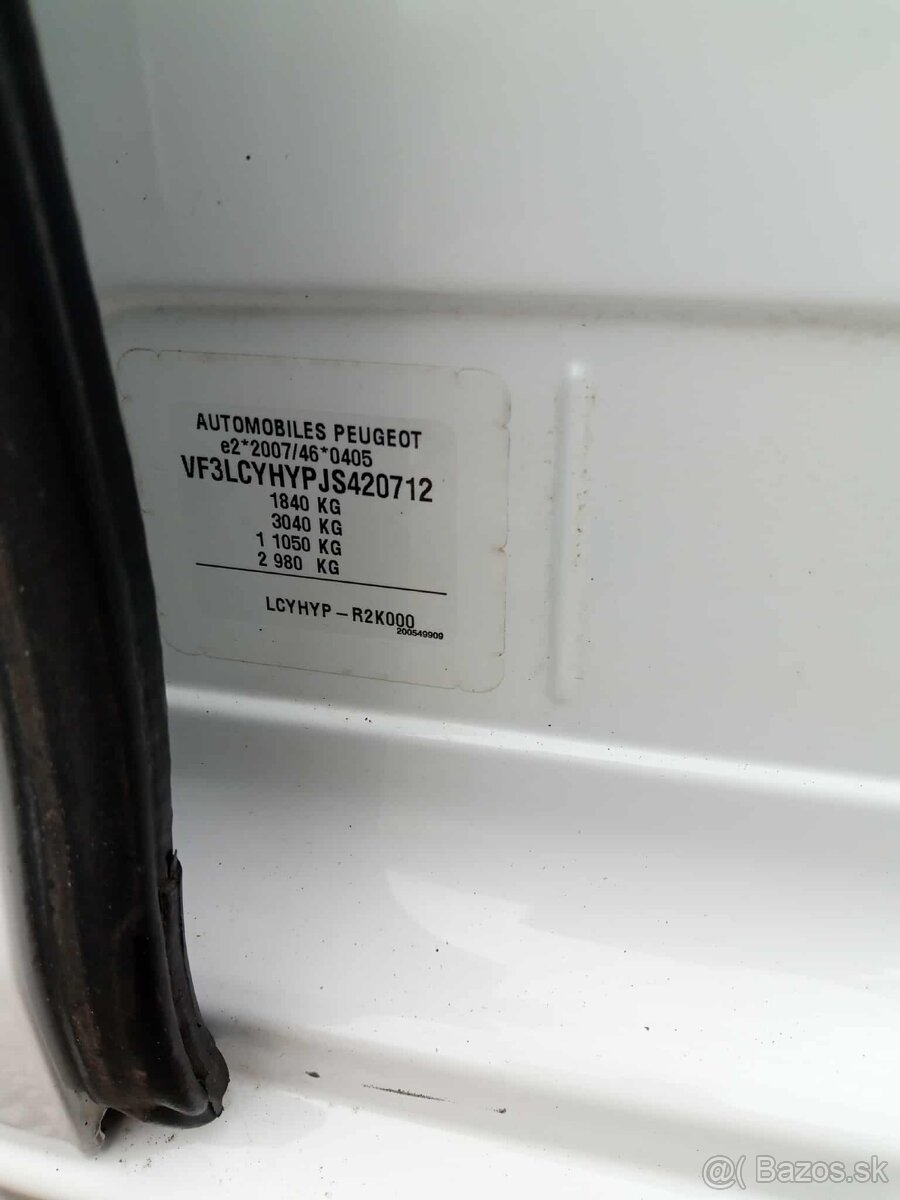 AUTOMOBILES PEUGEOT
e2*2007/46*0405
VF3LCYHYPJS420712
1840 KG
3040 KG
1 1050 KG
2 980 KG
LCYHYP - R2K000
200549909
@( Bazos.sk